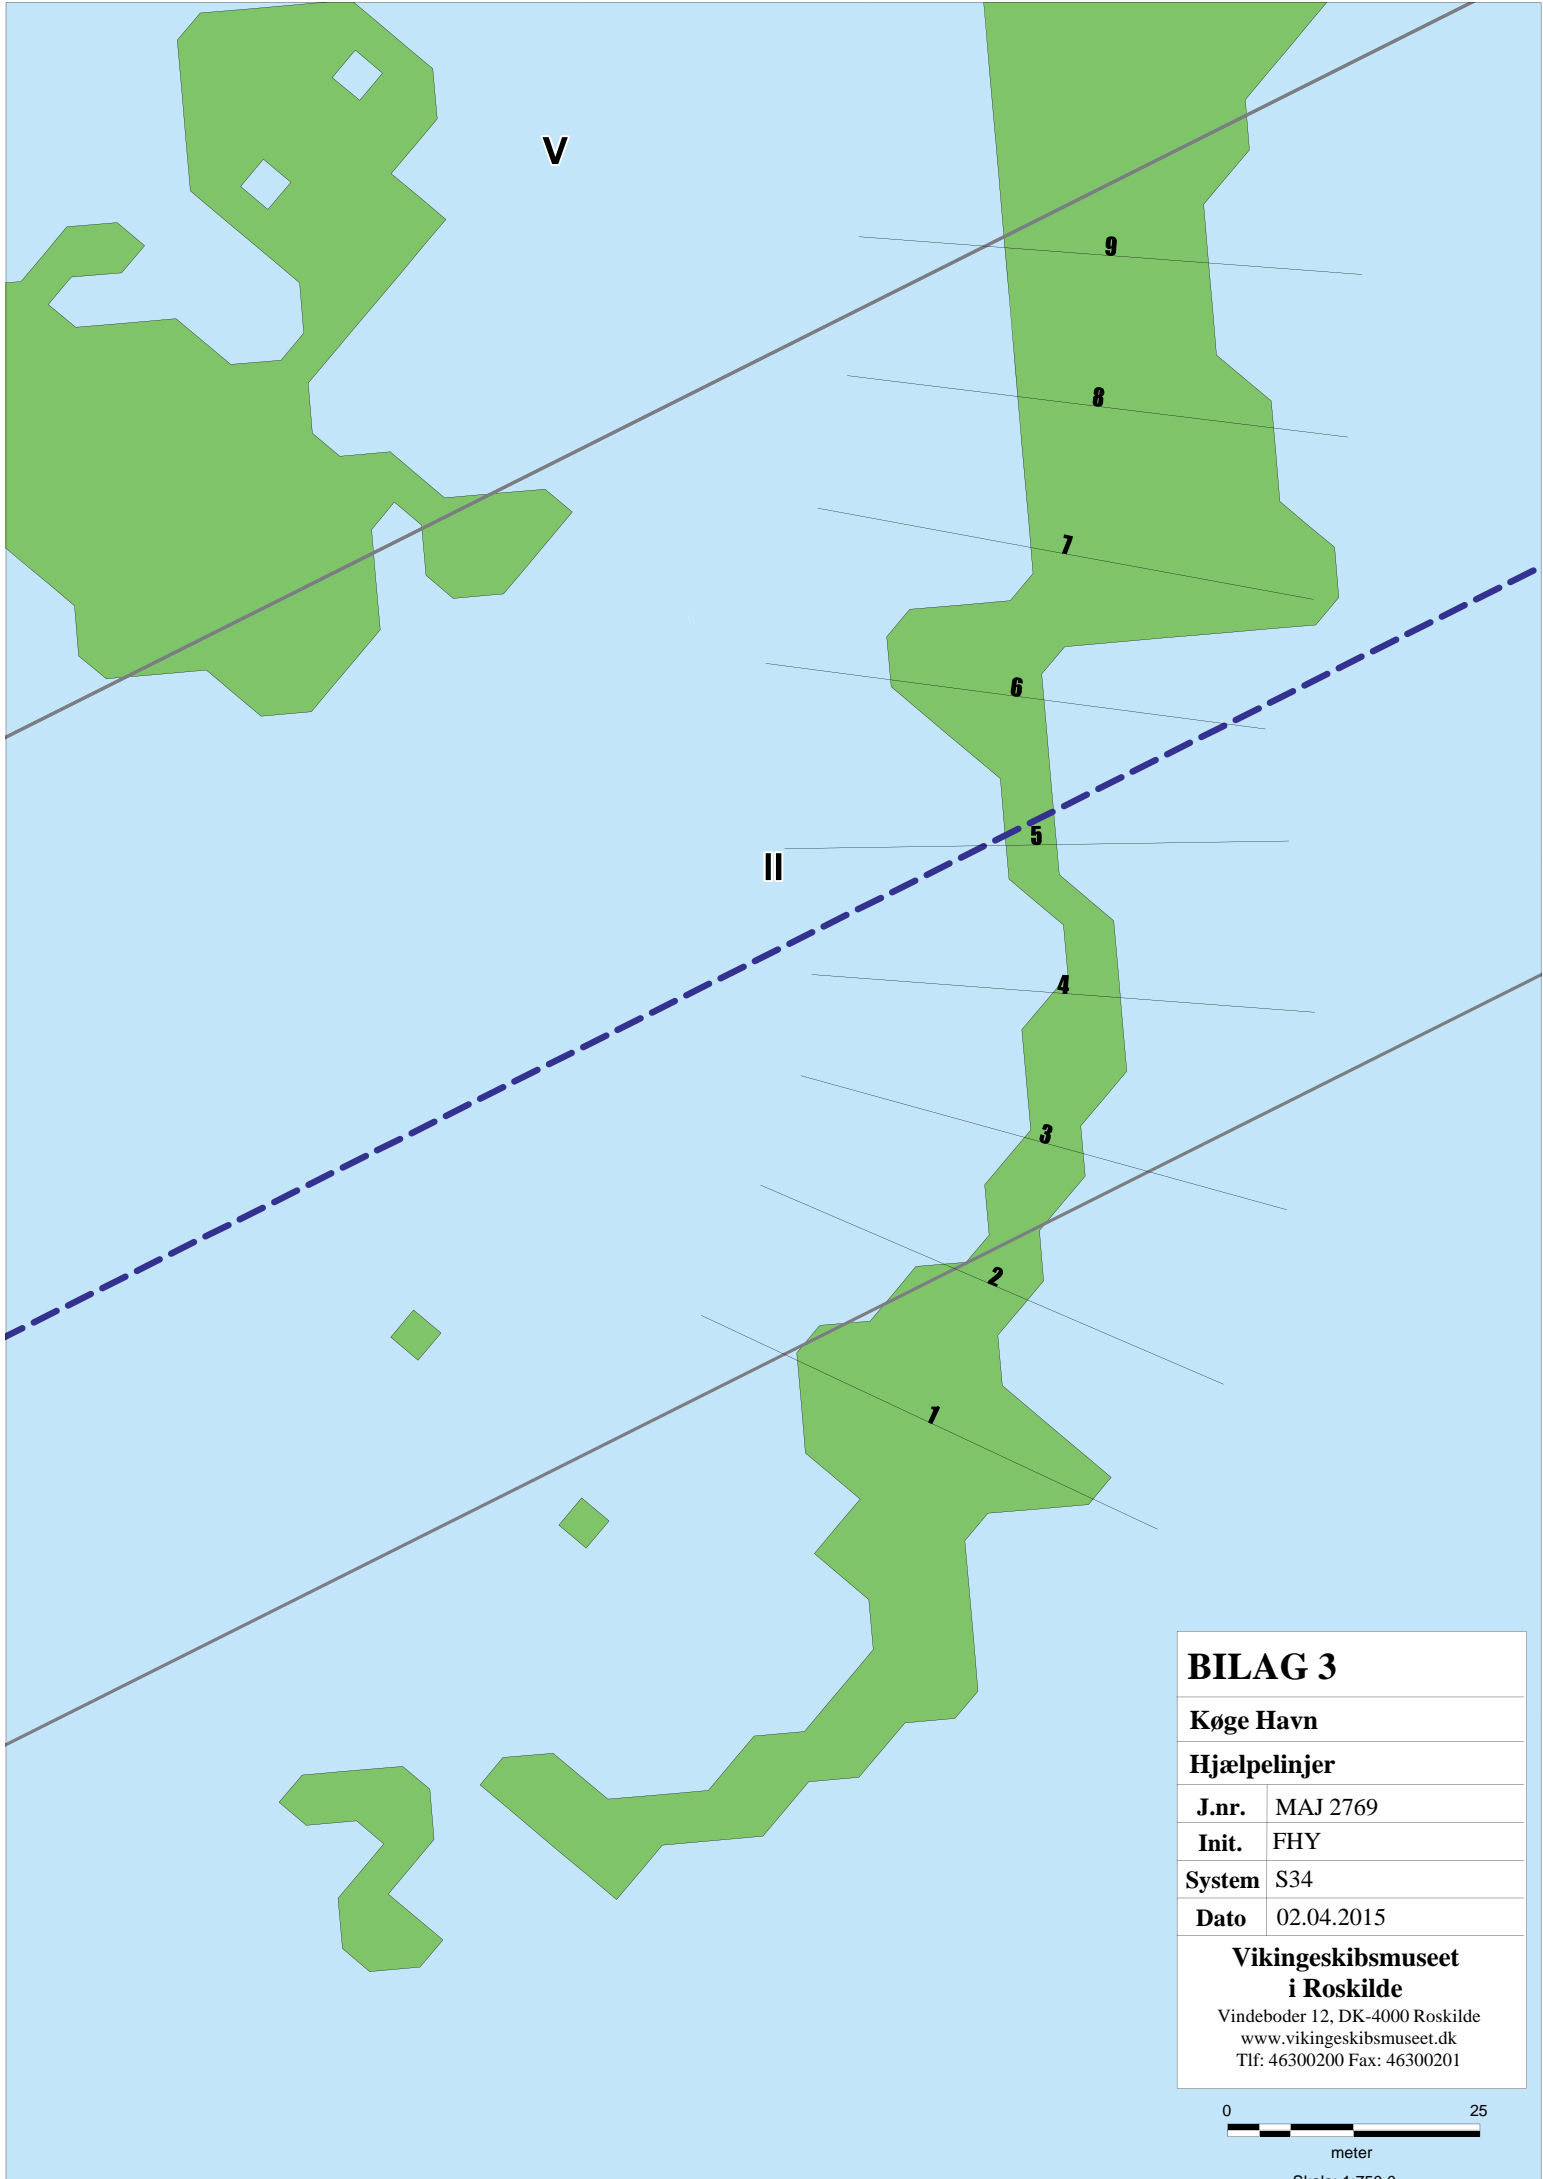 V
9
8
7
6
5
II
4
3
2
1
BILAG 3
Køge Havn
Hjælpelinjer
J.nr. MAJ 2769
Init. FHY
System S34
Dato 02.04.2015
Vikingeskibsmuseet
i Roskilde
Vindeboder 12, DK-4000 Roskilde
www.vikingeskibsmuseet.dk
Tlf: 46300200 Fax: 46300201
0 25
meter